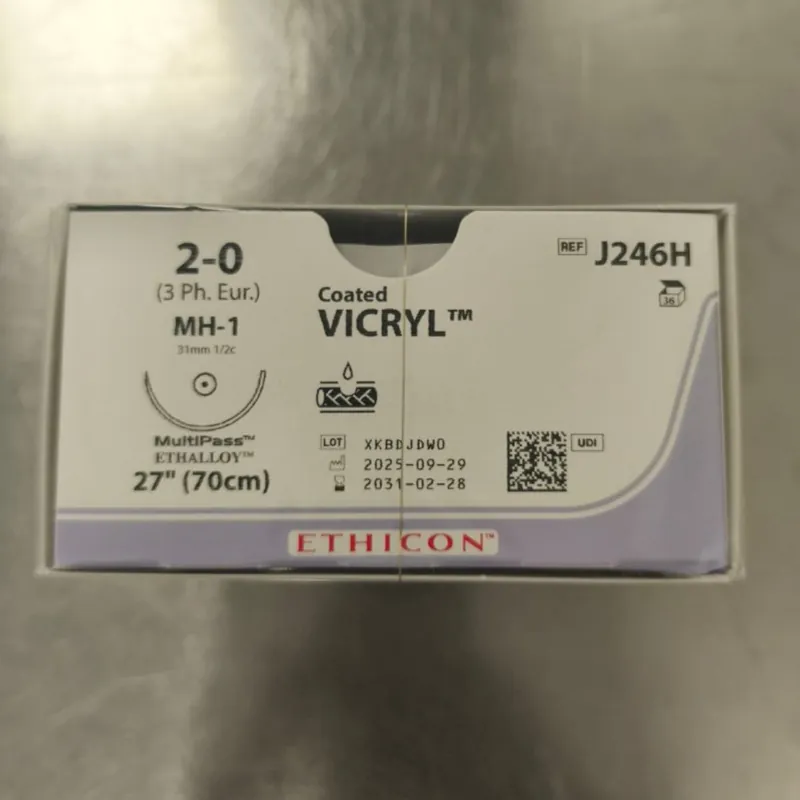 2-0
(3 Ph. Eur.)
MH-1
31mm 1/2c
MultiPass™
ETHALLOY™
27" (70cm)
Coated
VICRYL™
LOT XKBDJDW0
2025-09-29
2031-02-28
REF J246H
36
UDI
ETHICON™